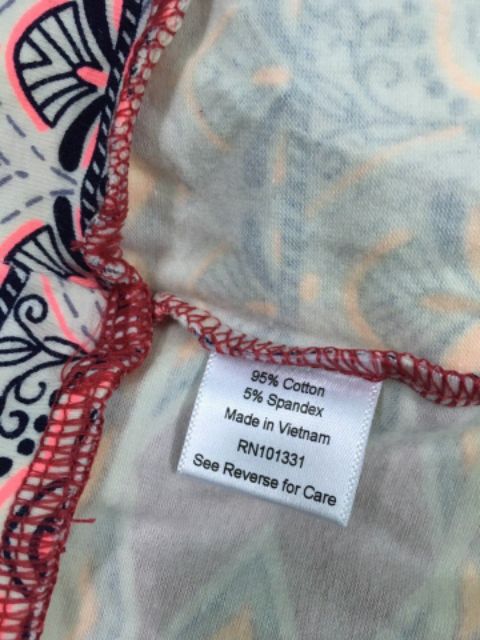 95% Cotton
5% Spandex
Made in Vietnam
RN101331
See Reverse for Care